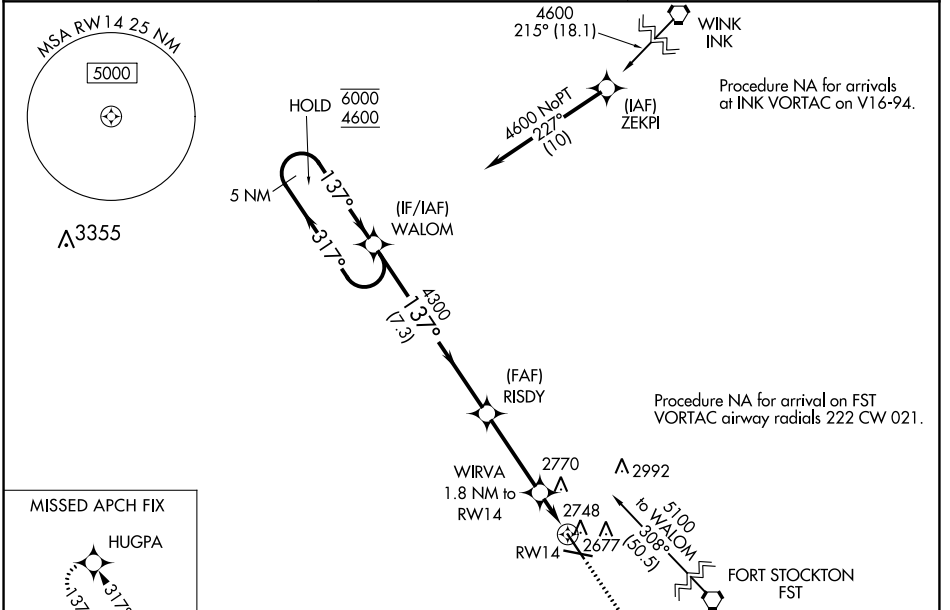 MSA RW14 25 NM
5000
3355
4600
215° (18.1)
WINK
INK
Procedure NA for arrivals
at INK VORTAC on V16-94.
(IAF)
ZEKPI
4600 NoPT
227°
(10)
HOLD
6000
4600
5 NM
137°
317°
(IF/IAF)
WALOM
4300
137°
(7.3)
(FAF)
RISDY
Procedure NA for arrival on FST
VORTAC airway radials 222 CW 021.
WIRVA
1.8 NM to
RW14
2770
2992
2748
2677
RW14
5100
to WALOM
308°
(50.5)
FORT STOCKTON
FST
MISSED APCH FIX
HUGPA
137
317°